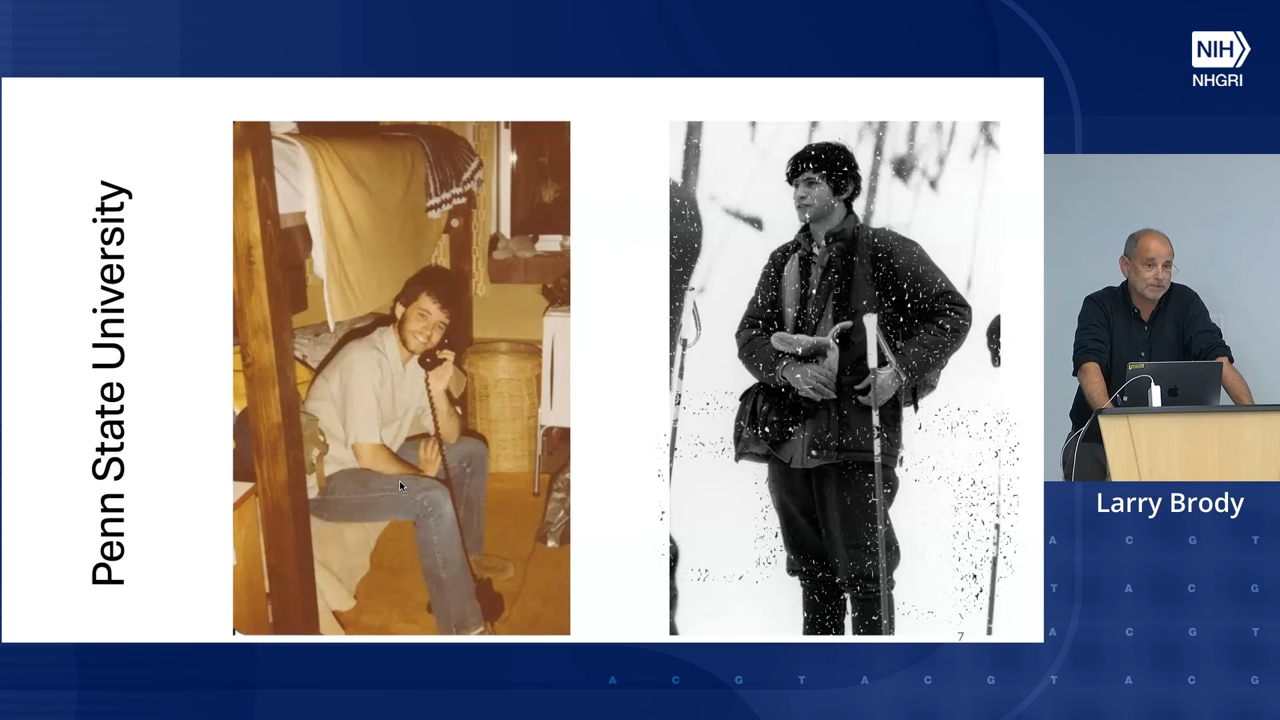 NIH
NHGRI
Penn State University
7
Larry Brody
A C G T
T A C G
A C G T
A C G T A C G T A C G